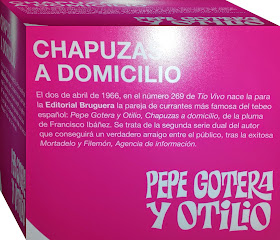 CHAPUZAS
A DOMICILIO
El dos de abril de 1966, en el número 269 de Tio Vivo nace la para
la Editorial Bruguera la pareja de currantes más famosa del tebeo
español: Pepe Gotera y Otilio, Chapuzas a domicilio, de la pluma
de Francisco Ibáñez. Se trata de la segunda serie dual del autor
que conseguirá un verdadero arraigo entre el público, tras la exitosa
Mortadelo y Filemón, Agencia de información.
PEPE GOTERA
Y OTILIO